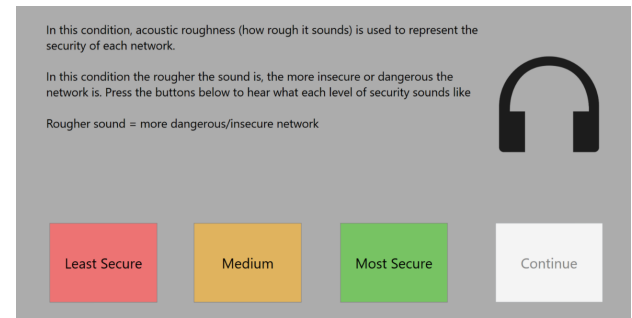 In this condition, acoustic roughness (how rough it sounds) is used to represent the
security of each network.
In this condition the rougher the sound is, the more insecure or dangerous the
network is. Press the buttons below to hear what each level of security sounds like
Rougher sound = more dangerous/insecure network
Least Secure
Medium
Most Secure
Continue